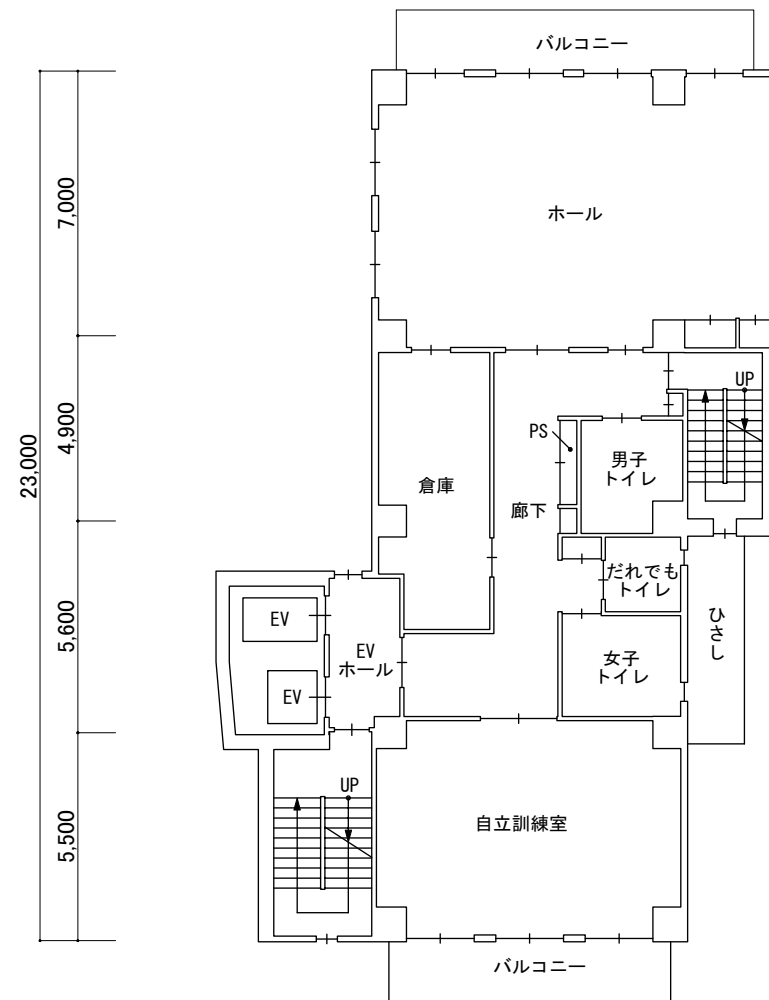 バルコニー
7,000
ホール
4,900
23,000
UP
PS
男子
トイレ
倉庫
廊下
だれでも
トイレ
ひさし
EV
EV
ホール
EV
女子
トイレ
5,600
UP
自立訓練室
5,500
バルコニー